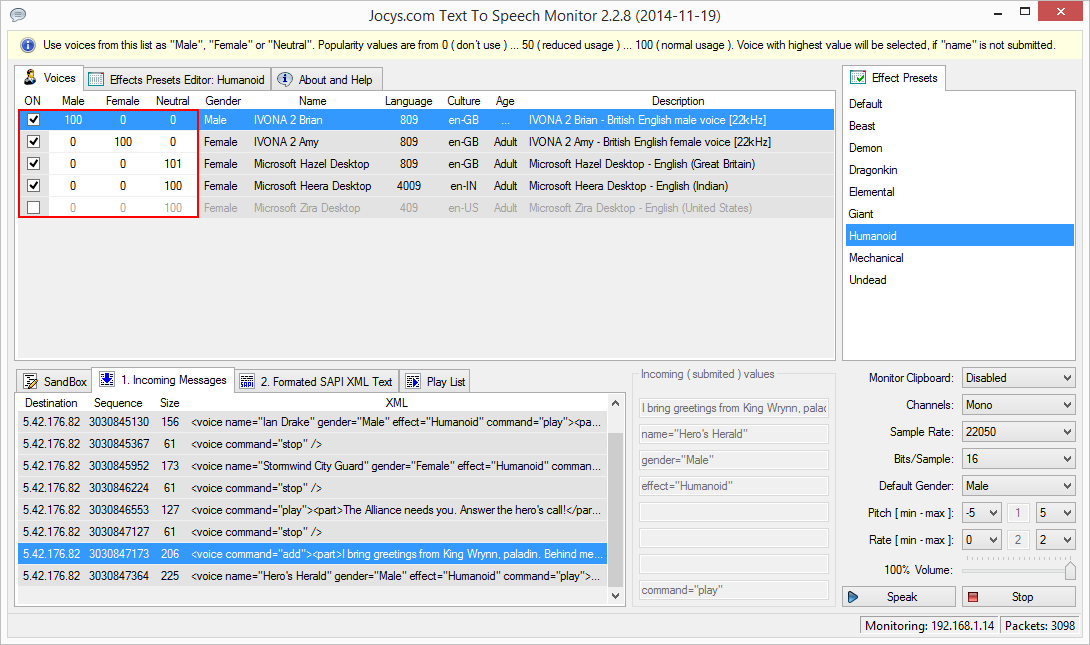 Jocys.com Text To Speech Monitor 2.2.8 (2014-11-19)
Use voices from this list as "Male", "Female" or "Neutral". Popularity values are from 0 ( don't use ) ... 50 ( reduced usage ) ... 100 ( normal usage ). Voice with highest value will be selected, if "name" is not submited.
Voices Effects Presets Editor: Humanoid About and Help
ON Male Female Neutral Gender Name Language Culture Age Description
100 0 0 Male IVONA 2 Brian 809 en-GB ... IVONA 2 Brian - British English male voice [22kHz]
0 100 0 Female IVONA 2 Amy 809 en-GB Adult IVONA 2 Amy - British English female voice [22kHz]
0 0 101 Female Microsoft Hazel Desktop 809 en-GB Adult Microsoft Hazel Desktop - English (Great Britain)
0 0 100 Female Microsoft Heera Desktop 4009 en-IN Adult Microsoft Heera Desktop - English (Indian)
0 0 100 Female Microsoft Zira Desktop 409 en-US Adult Microsoft Zira Desktop - English (United States)
Effect Presets
Default
Beast
Demon
Dragonkin
Elemental
Giant
Humanoid
Mechanical
Undead
SandBox 1. Incoming Messages 2. Formated SAPI XML Text Play List
Destination Sequence Size XML
5.42.176.82 3030845130 156 <voice name="Ian Drake" gender="Male" effect="Humanoid" command="play"><pa...
5.42.176.82 3030845367 61 <voice command="stop" />
5.42.176.82 3030845952 173 <voice name="Stormwind City Guard" gender="Female" effect="Humanoid" comman...
5.42.176.82 3030846224 61 <voice command="stop" />
5.42.176.82 3030846553 127 <voice command="play"><part>The Alliance needs you. Answer the hero's call!</par...
5.42.176.82 3030847127 61 <voice command="stop" />
5.42.176.82 3030847173 206 <voice command="add"><part>I bring greetings from King Wrynn, paladin. Behind me...
5.42.176.82 3030847364 225 <voice name="Hero's Herald" gender="Male" effect="Humanoid" command="play">...
Incoming ( submited ) values
I bring greetings from King Wrynn, palac
name="Hero's Herald"
gender="Male"
effect="Humanoid"
command="play"
Monitor Clipboard: Disabled
Channels: Mono
Sample Rate: 22050
Bits/Sample: 16
Default Gender: Male
Pitch [ min - max ]: -5 1 5
Rate [ min - max ]: 0 2 2
100% Volume:
Speak Stop
Monitoring: 192.168.1.14 Packets: 3098